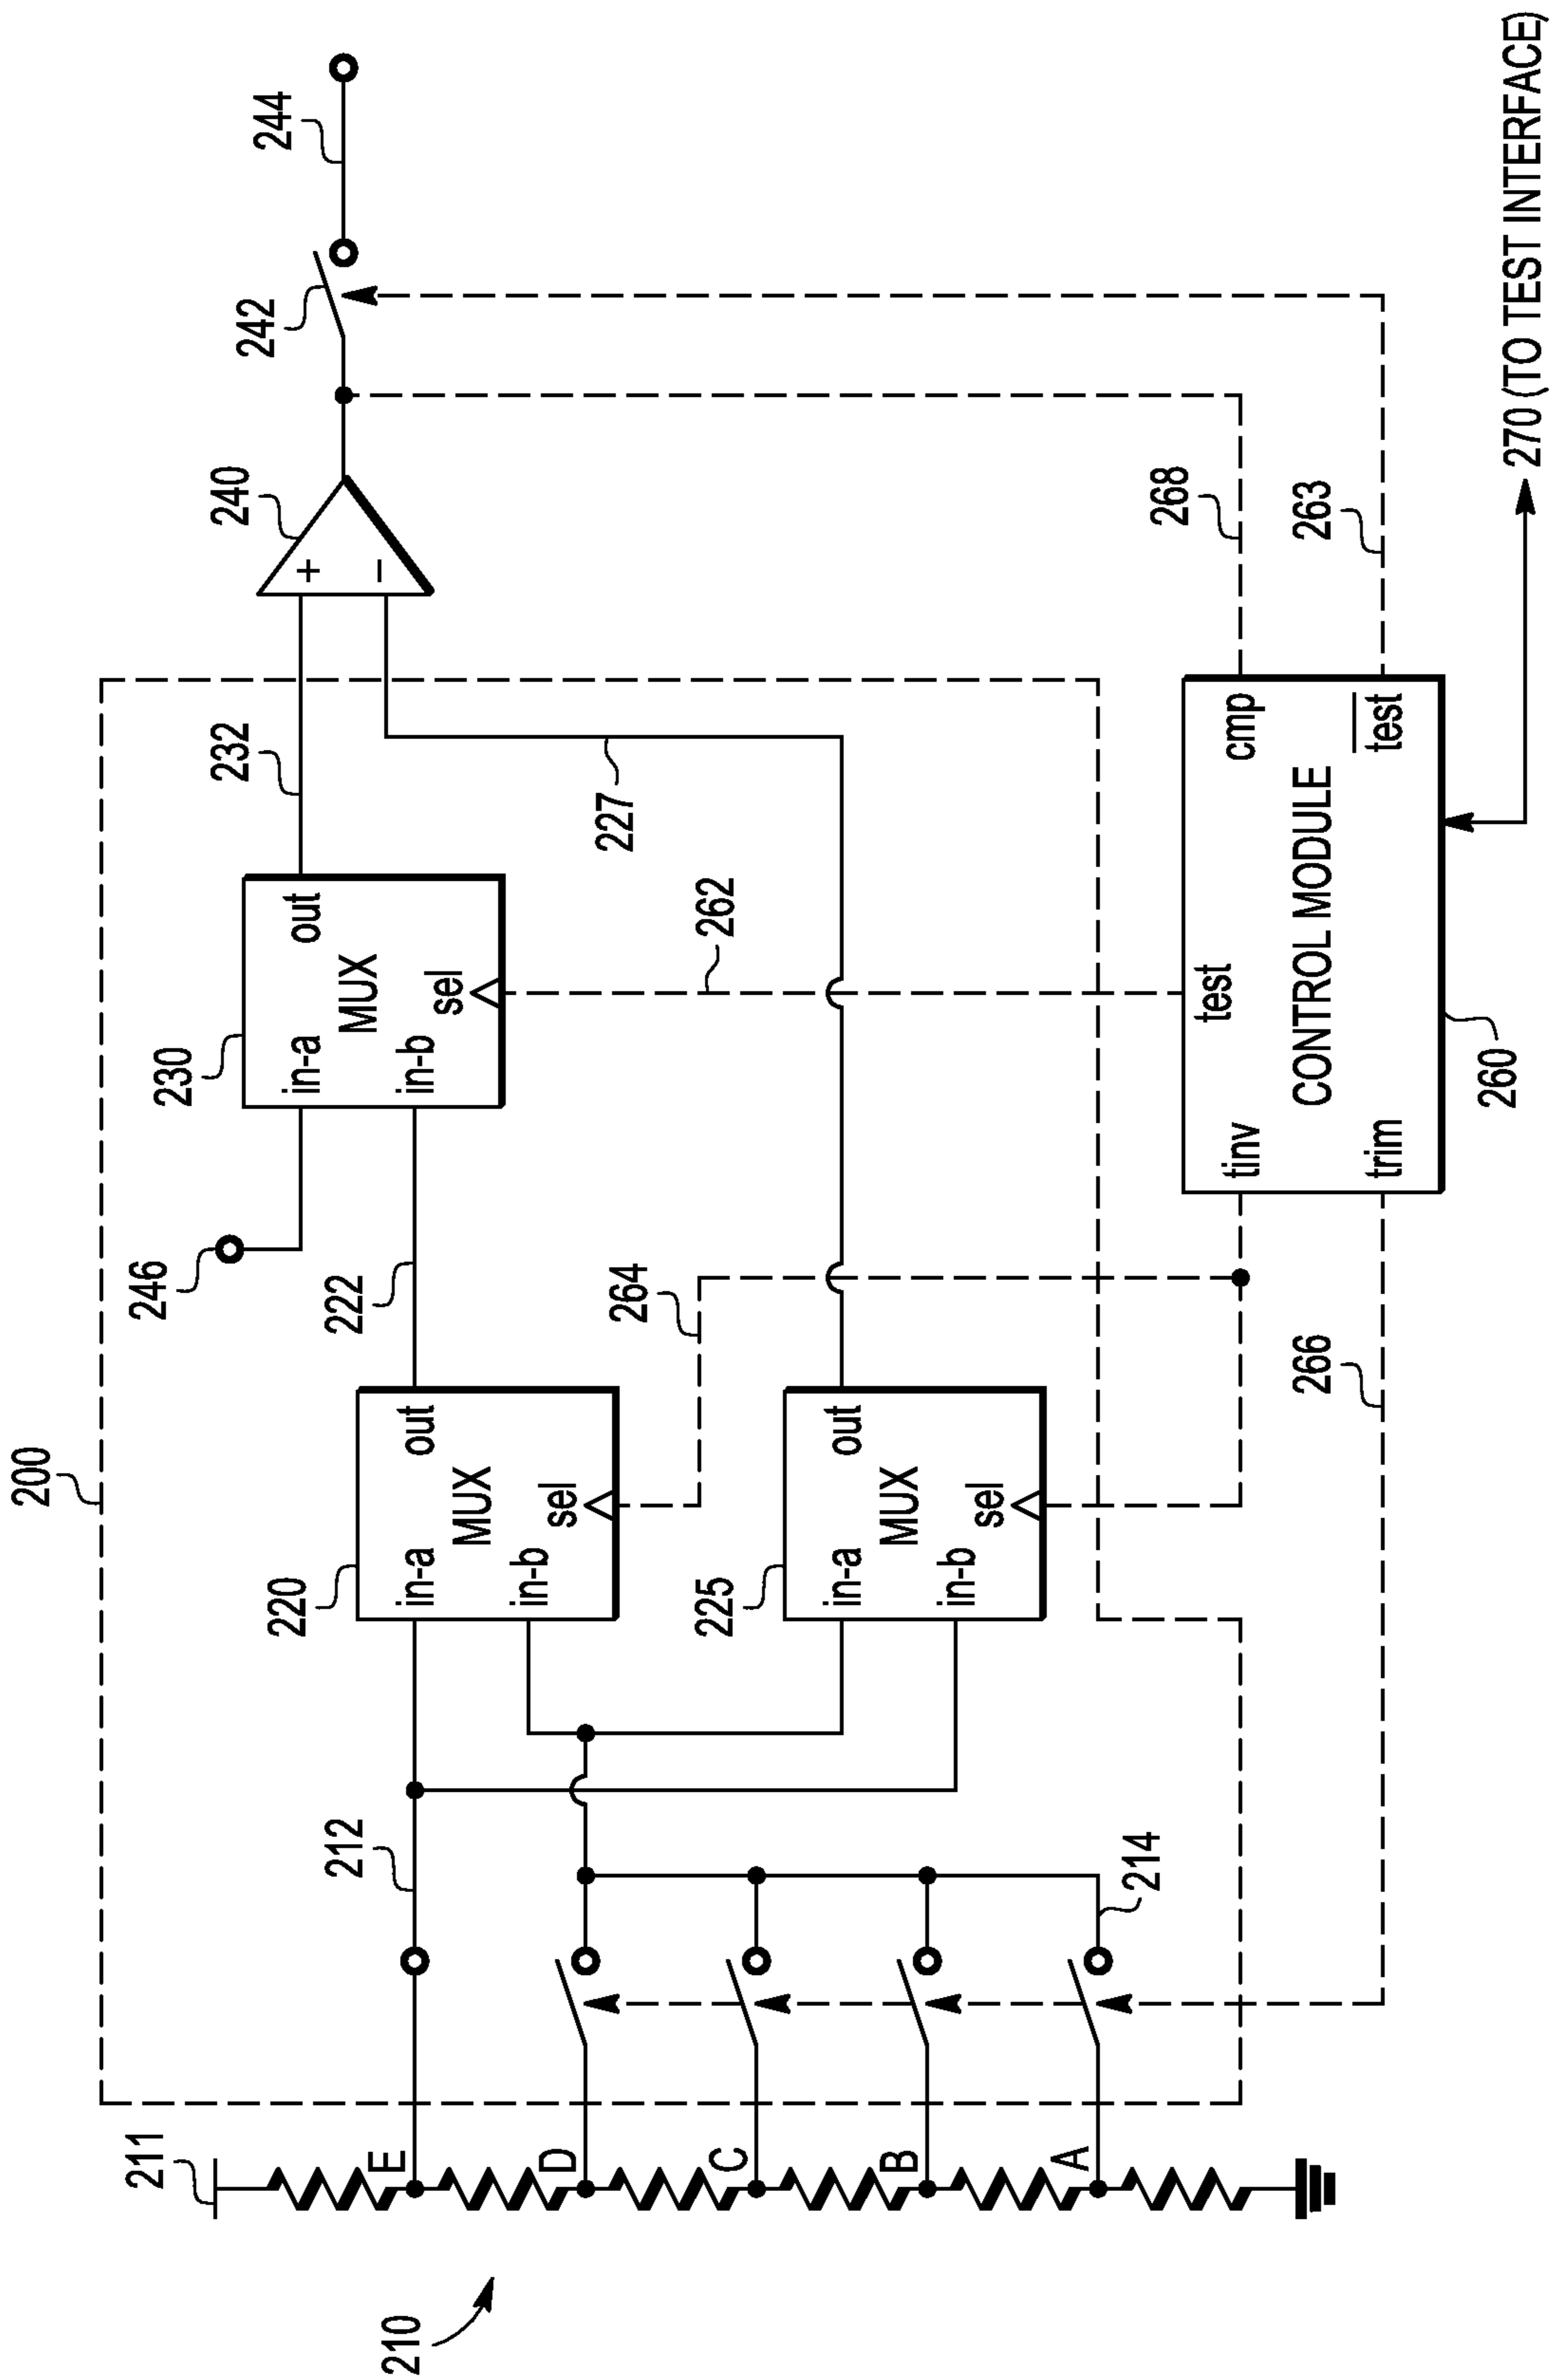 200
211
246
230
232
240
242
244
in-a
out
MUX
in-b
sel
+
−
212
222
220
in-a
out
MUX
in-b
sel
227
264
262
225
in-a
out
MUX
in-b
sel
E
D
C
B
A
214
210
268
263
266
tinv
test
cmp
CONTROL MODULE
trim
test
260
270 (TO TEST INTERFACE)